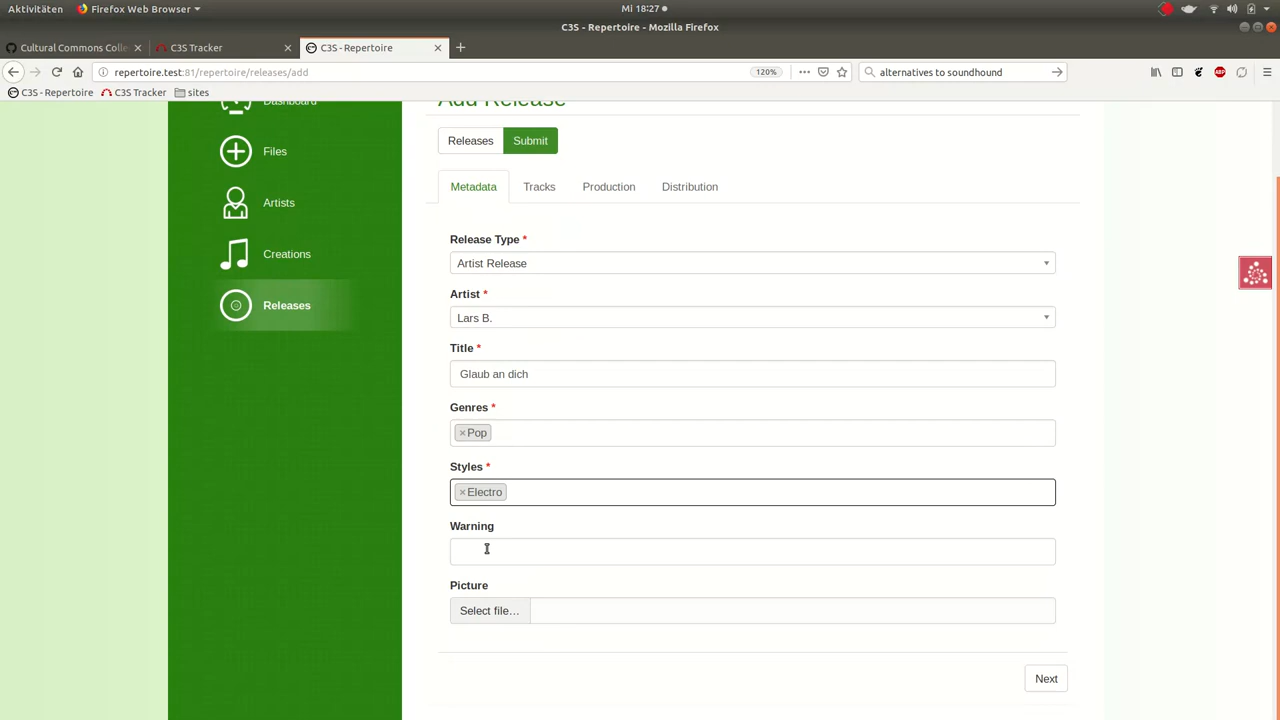 Aktivitäten Firefox Web Browser Mi 18:27
C3S - Repertoire - Mozilla Firefox
Cultural Commons Colle C3S Tracker C3S - Repertoire
repertoire.test:81/repertoire/releases/add 120% alternatives to soundhound
C3S - Repertoire C3S Tracker sites
Dashboard
Add Release
Releases Submit
Files
Metadata Tracks Production Distribution
Artists
Release Type *
Creations
Artist Release
Artist *
Releases
Lars B.
Title *
Glaub an dich
Genres *
×Pop
Styles *
×Electro
Warning
Picture
Select file...
Next